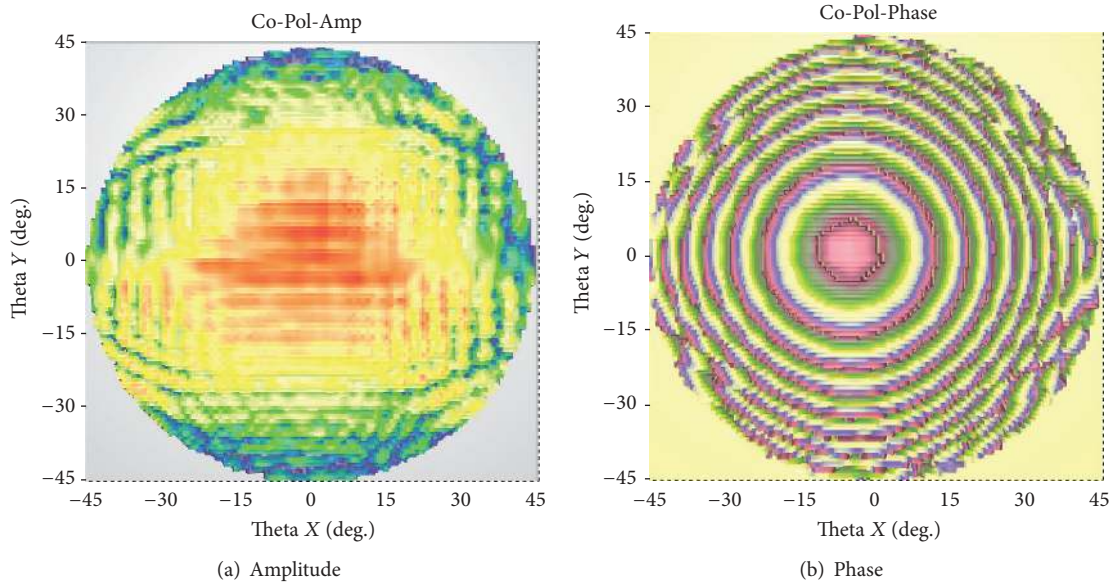 Co-Pol-Amp
45
30
15
0
−15
−30
−45
Theta Y (deg.)
−45 −30 −15 0 15 30 45
Theta X (deg.)
(a) Amplitude
Co-Pol-Phase
45
30
15
0
−15
−30
−45
Theta Y (deg.)
−45 −30 −15 0 15 30 45
Theta X (deg.)
(b) Phase